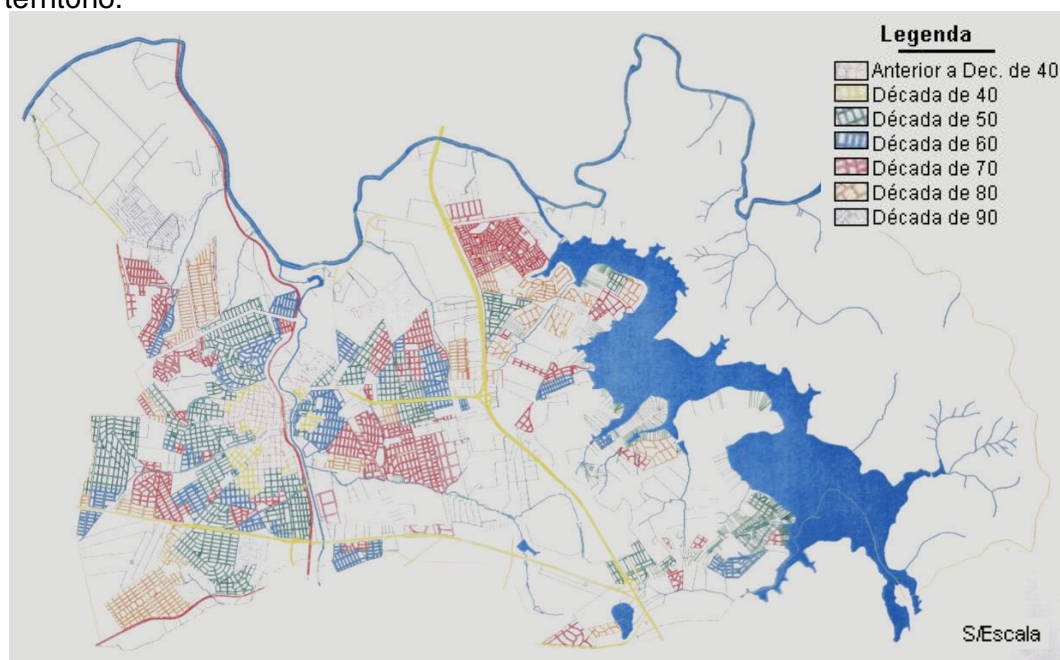 território.
Legenda
Anterior a Dec. de 40
Década de 40
Década de 50
Década de 60
Década de 70
Década de 80
Década de 90
S/Escala